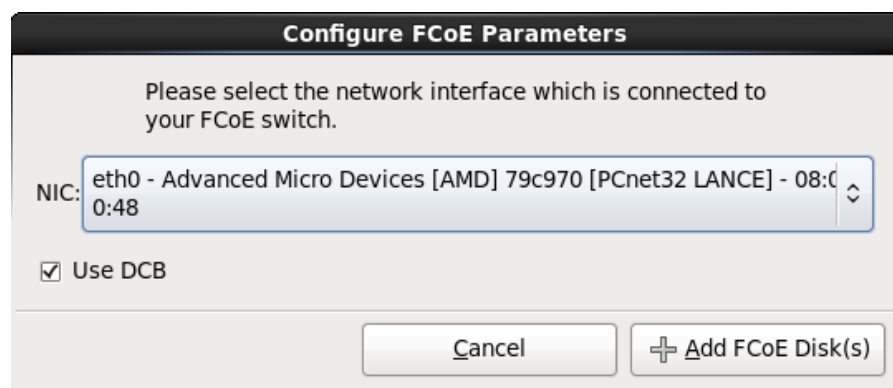 Configure FCoE Parameters
Please select the network interface which is connected to
your FCoE switch.
NIC: eth0 - Advanced Micro Devices [AMD] 79c970 [PCnet32 LANCE] - 08:0
0:48
Use DCB
Cancel
Add FCoE Disk(s)